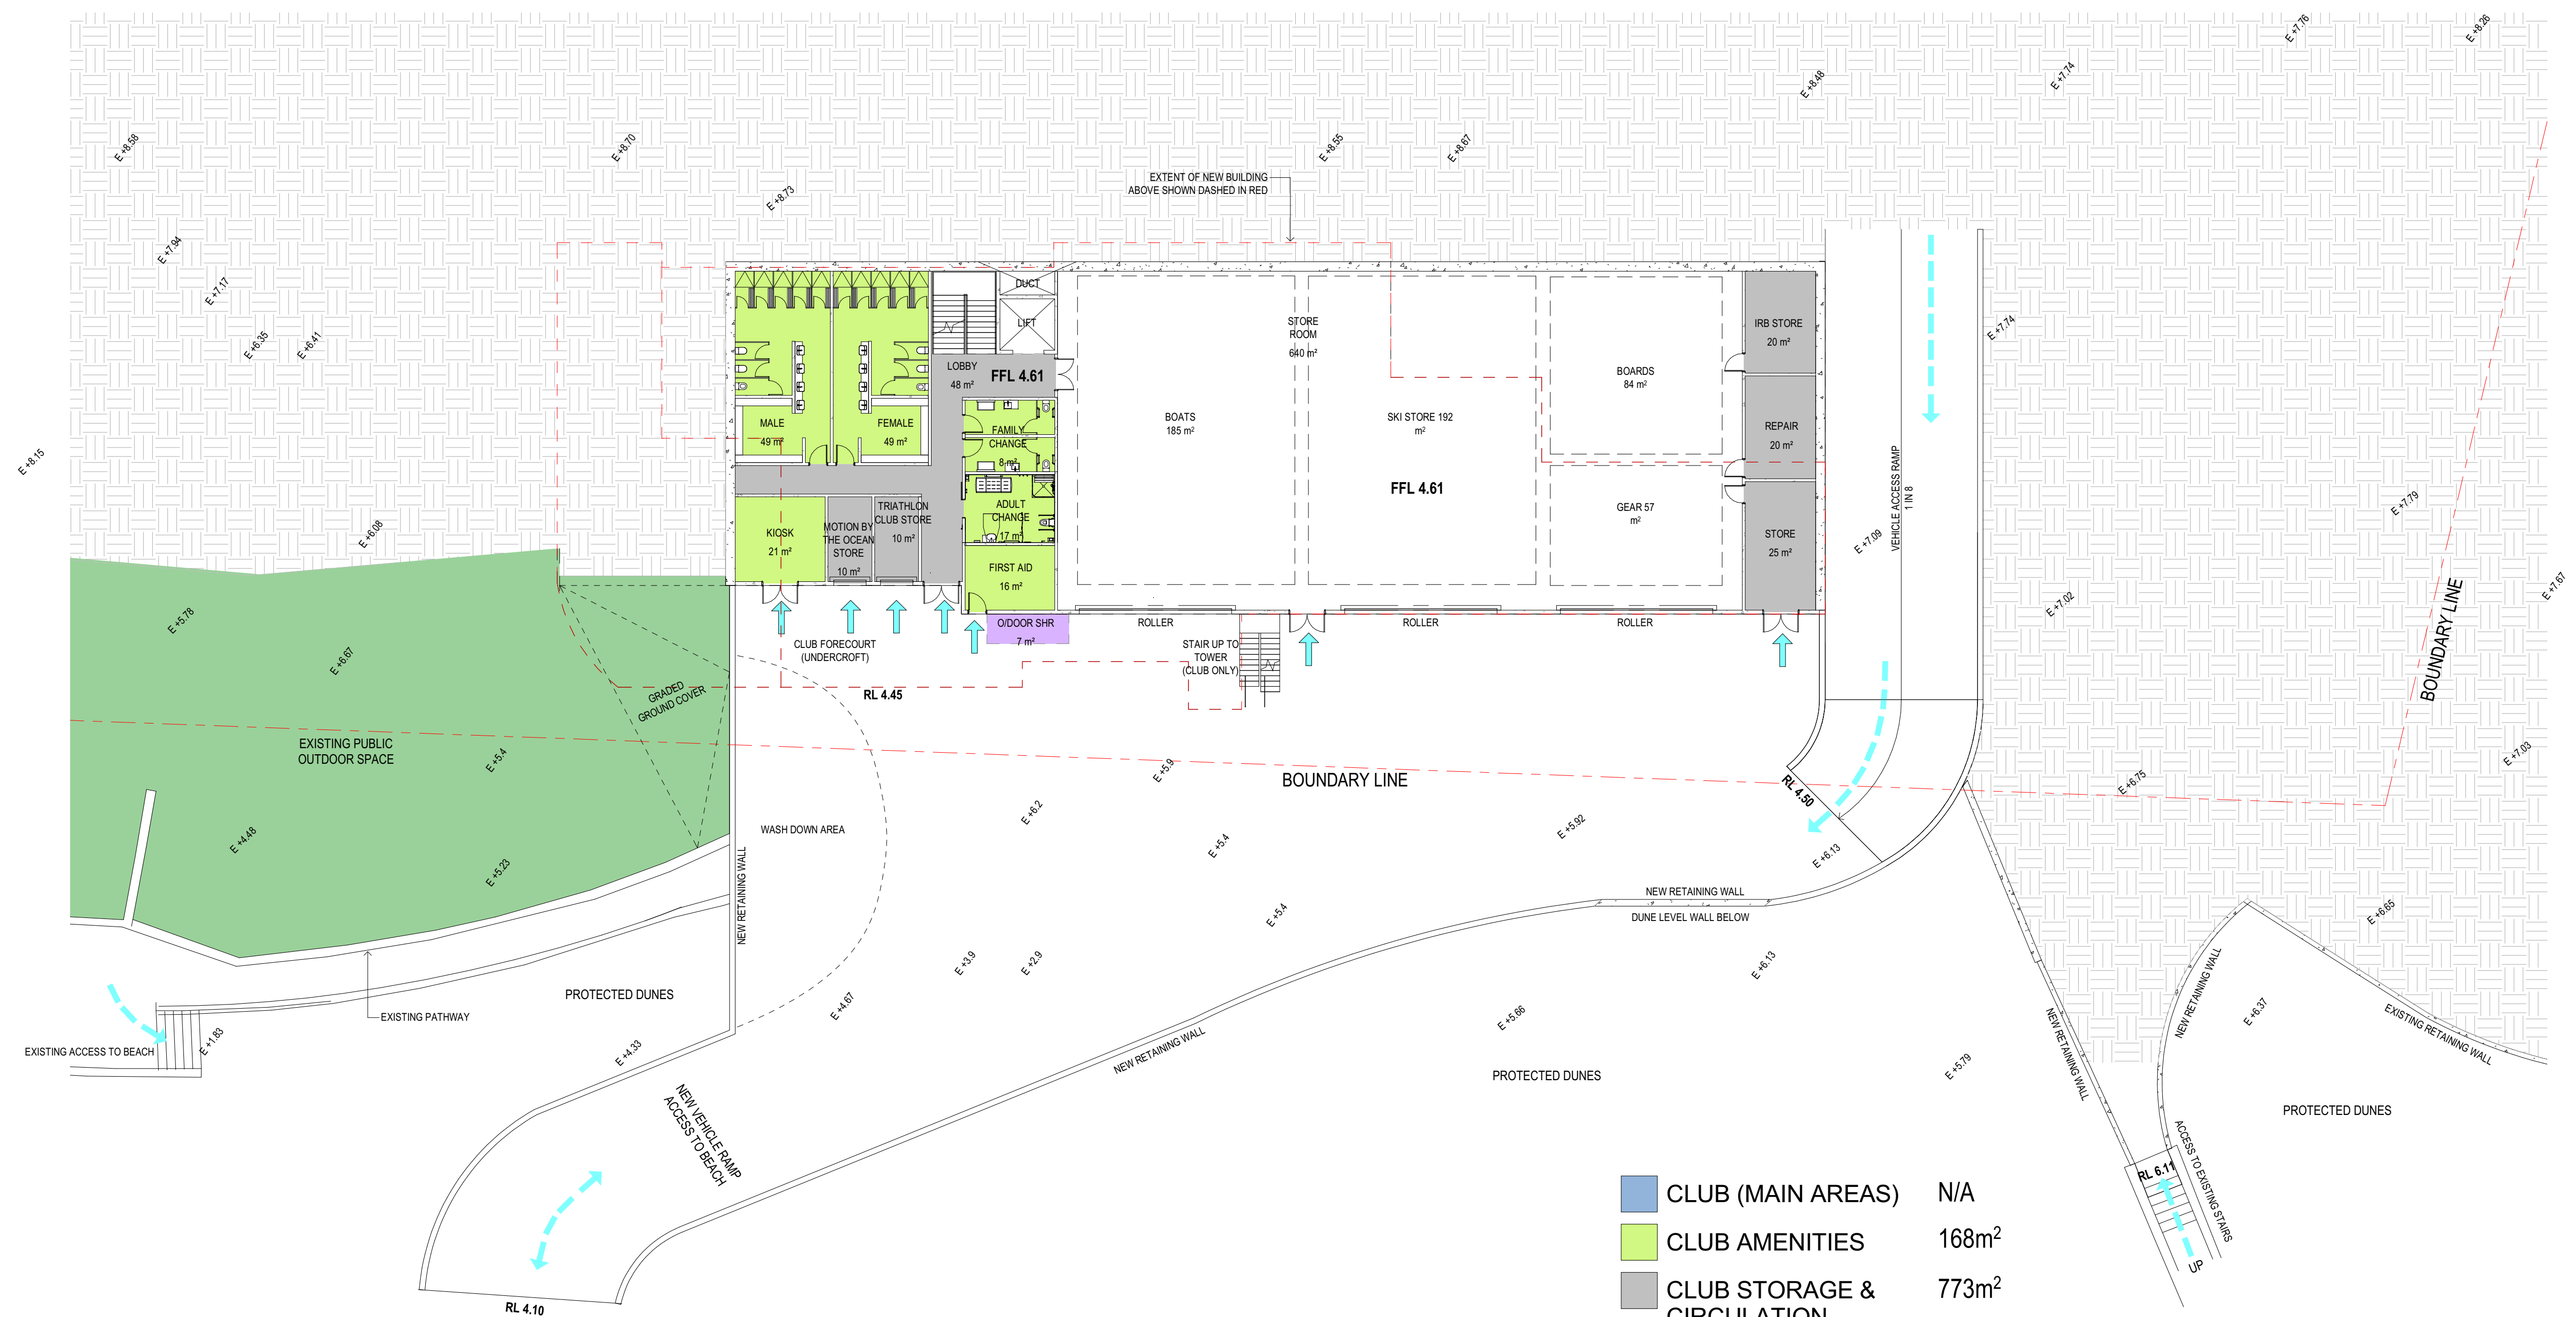 E +7.76
E +8.26
E +7.74
E +8.48
E +8.58
E +8.70
E +8.55
E +8.67
EXTENT OF NEW BUILDING
ABOVE SHOWN DASHED IN RED
E +8.73
E +7.94
E +7.17
E +6.35
E +6.41
E +8.15
E +6.08
DUCT
LIFT
LOBBY
48 m²
FFL 4.61
MALE
49 m²
FEMALE
49 m²
FAMILY
CHANGE
8 m²
ADULT
CHANGE
17 m²
FIRST AID
16 m²
KIOSK
21 m²
MOTION BY
THE OCEAN
STORE
10 m²
TRIATHLON
CLUB STORE
10 m²
STORE
ROOM
640 m²
BOATS
185 m²
SKI STORE 192
m²
FFL 4.61
BOARDS
84 m²
GEAR 57
m²
IRB STORE
20 m²
REPAIR
20 m²
STORE
25 m²
VEHICLE ACCESS RAMP
1 IN 8
E +7.09
E +7.74
E +7.79
E +7.02
E +7.67
BOUNDARY LINE
E +7.03
E +6.75
O/DOOR SHR
7 m²
ROLLER
ROLLER
ROLLER
CLUB FORECOURT
(UNDERCROFT)
STAIR UP TO
TOWER
(CLUB ONLY)
RL 4.45
E +5.78
E +6.67
GRADED
GROUND COVER
EXISTING PUBLIC
OUTDOOR SPACE
E +5.4
E +4.48
E +5.23
BOUNDARY LINE
E +5.9
E +6.2
E +5.4
E +5.92
RL 4.50
E +6.13
WASH DOWN AREA
NEW RETAINING WALL
NEW RETAINING WALL
DUNE LEVEL WALL BELOW
E +5.4
E +3.9
E +2.9
E +4.67
E +6.13
E +5.66
E +5.79
E +6.65
E +6.37
PROTECTED DUNES
EXISTING PATHWAY
EXISTING ACCESS TO BEACH
E +1.83
E +4.33
NEW RETAINING WALL
PROTECTED DUNES
NEW RETAINING WALL
NEW RETAINING WALL
EXISTING RETAINING WALL
PROTECTED DUNES
NEW VEHICLE RAMP
ACCESS TO BEACH
RL 4.10
RL 6.11
ACCESS TO EXISTING STAIRS
UP
CLUB (MAIN AREAS) N/A
CLUB AMENITIES 168m²
CLUB STORAGE & 773m²
CIRCULATION